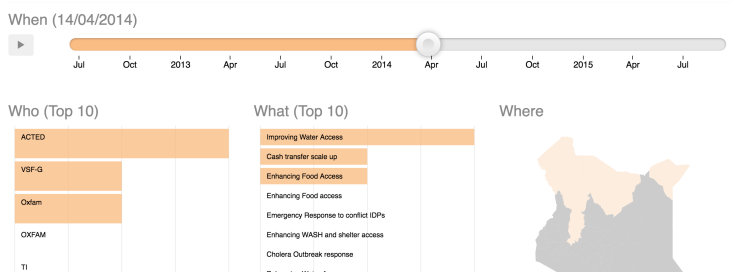 When (14/04/2014)
Jul Oct 2013 Apr Jul Oct 2014 Apr Jul Oct 2015 Apr Jul
Who (Top 10)
ACTED
VSF-G
Oxfam
OXFAM
TI
What (Top 10)
Improving Water Access
Cash transfer scale up
Enhancing Food Access
Enhancing Food access
Emergency Response to conflict IDPs
Enhancing WASH and shelter access
Cholera Outbreak response
Where